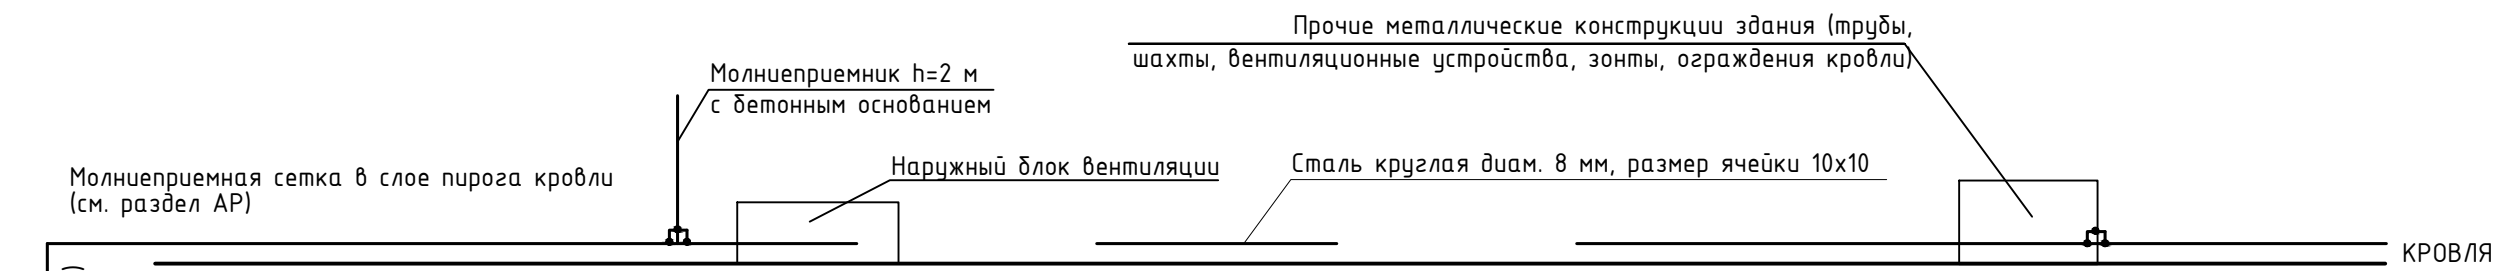 Прочие металлические конструкции здания (трубы,
шахты, вентиляционные устройства, зонты, ограждения кровли)
Молниеприемник h=2 м
с бетонным основанием
Молниеприемная сетка в слое пирога кровли
(см. раздел АР)
Наружный блок вентиляции
Сталь круглая диам. 8 мм, размер ячейки 10х10
КРОВЛЯ